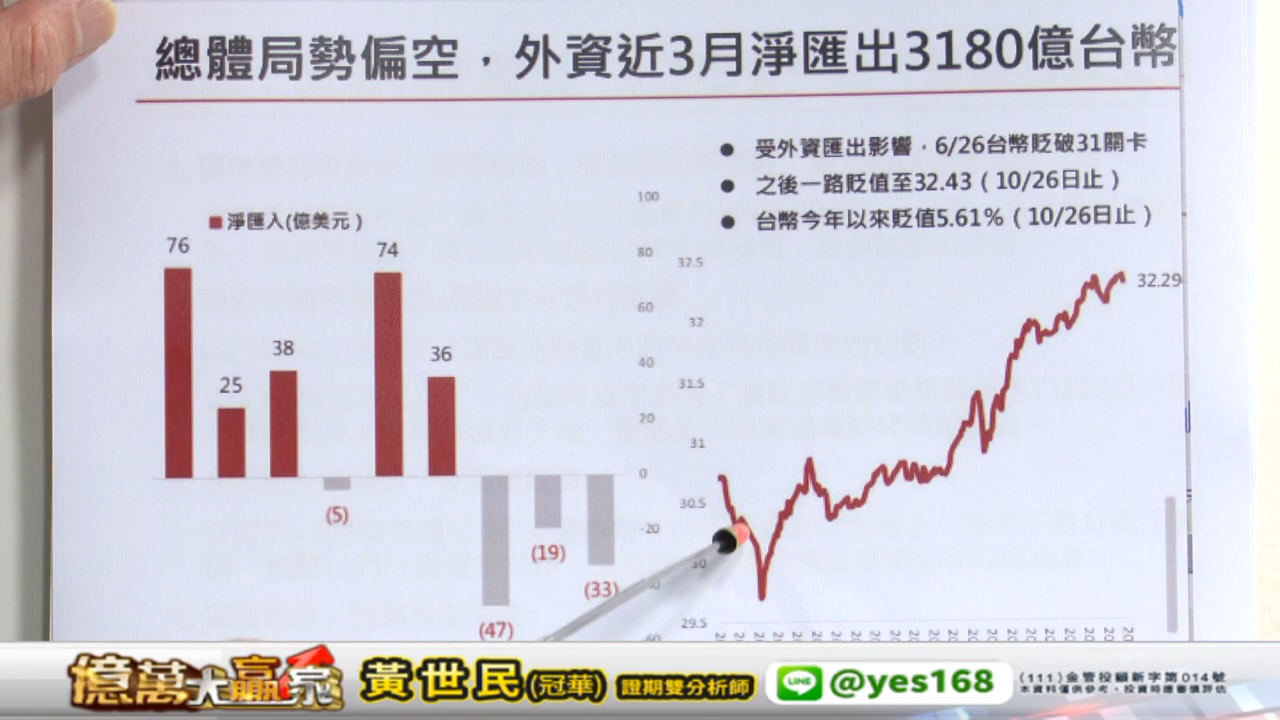 總體局勢偏空，外資近3月淨匯出3180億台幣
受外資匯出影響，6/26台幣貶破31關卡
之後一路貶值至32.43（10/26日止）
台幣今年以來貶值5.61%（10/26日止）
淨匯入(億美元)
76
25
38
(5)
74
36
(47)
(19)
(33)
100
80
60
40
20
0
-20
32.5
32
31.5
31
30.5
30
29.5
32.29
億萬大贏家
黃世民(冠華) 證期雙分析師
LINE @yes168
(111)金管投顧新字第014號
本資料僅供參考，投資時應審慎評估